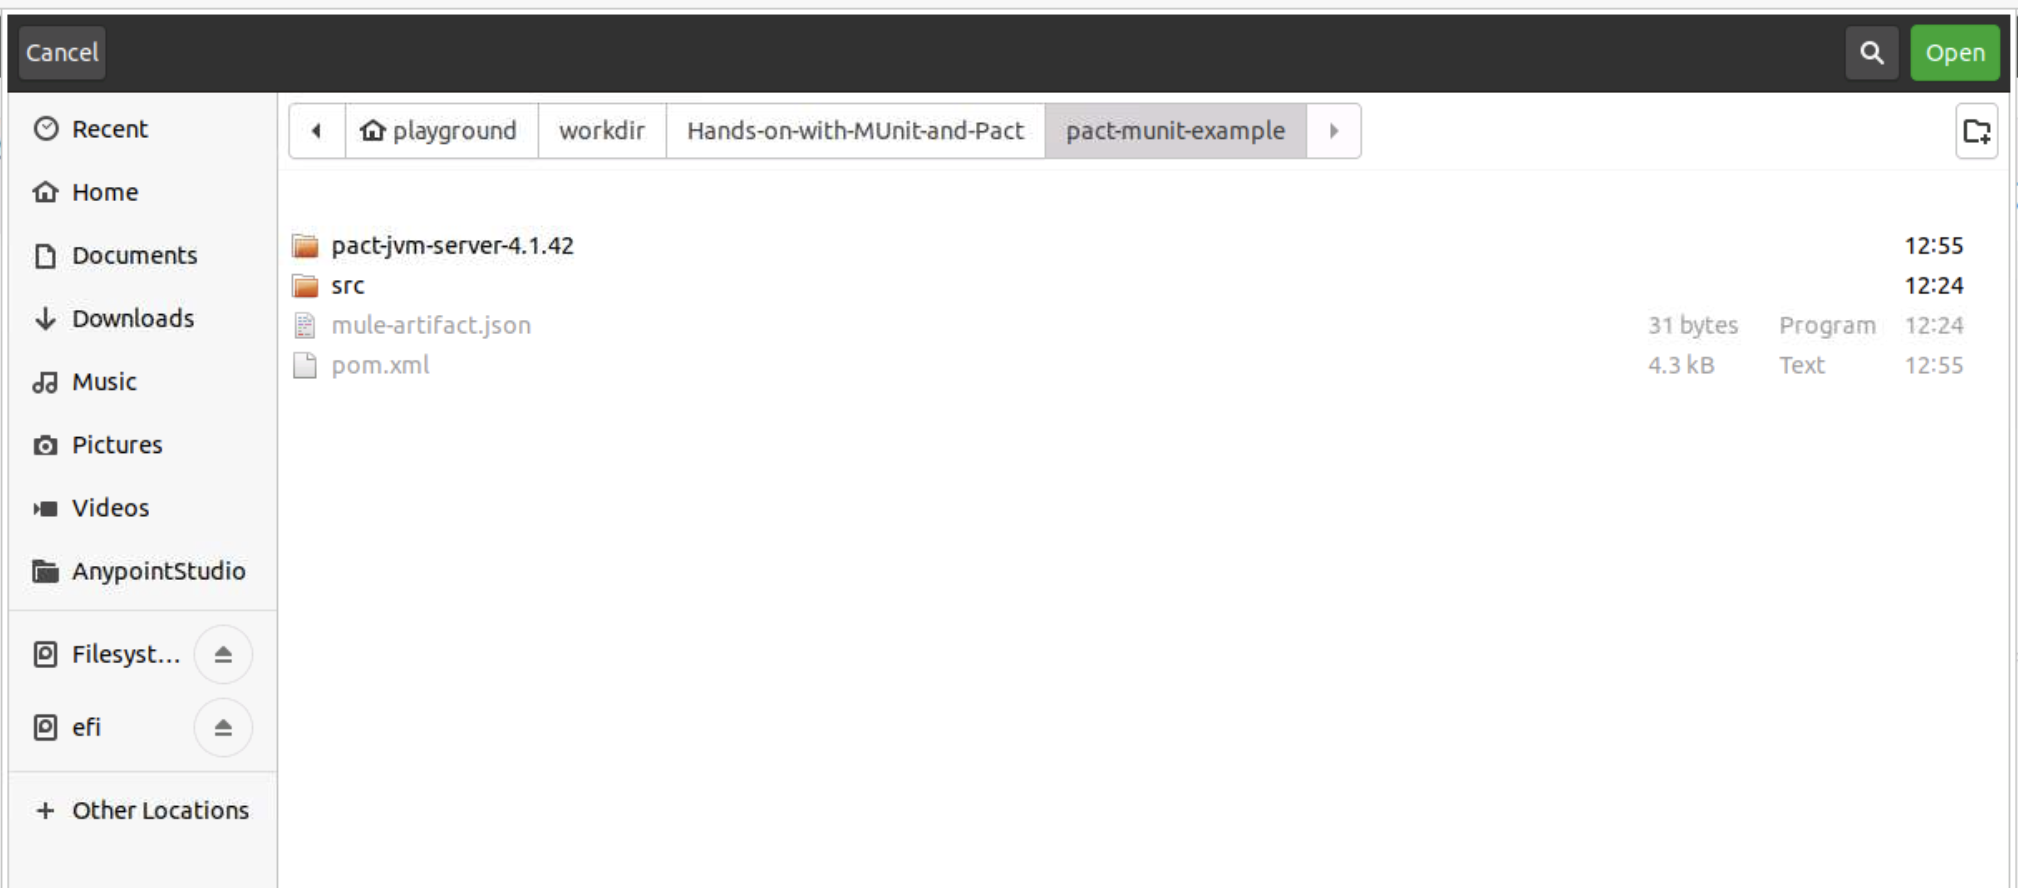 Cancel
Open
Recent
playground workdir Hands-on-with-MUnit-and-Pact pact-munit-example
Home
Documents
Downloads
Music
Pictures
Videos
AnypointStudio
Filesyst...
efi
Other Locations
pact-jvm-server-4.1.42 12:55
src 12:24
mule-artifact.json 31 bytes Program 12:24
pom.xml 4.3 kB Text 12:55